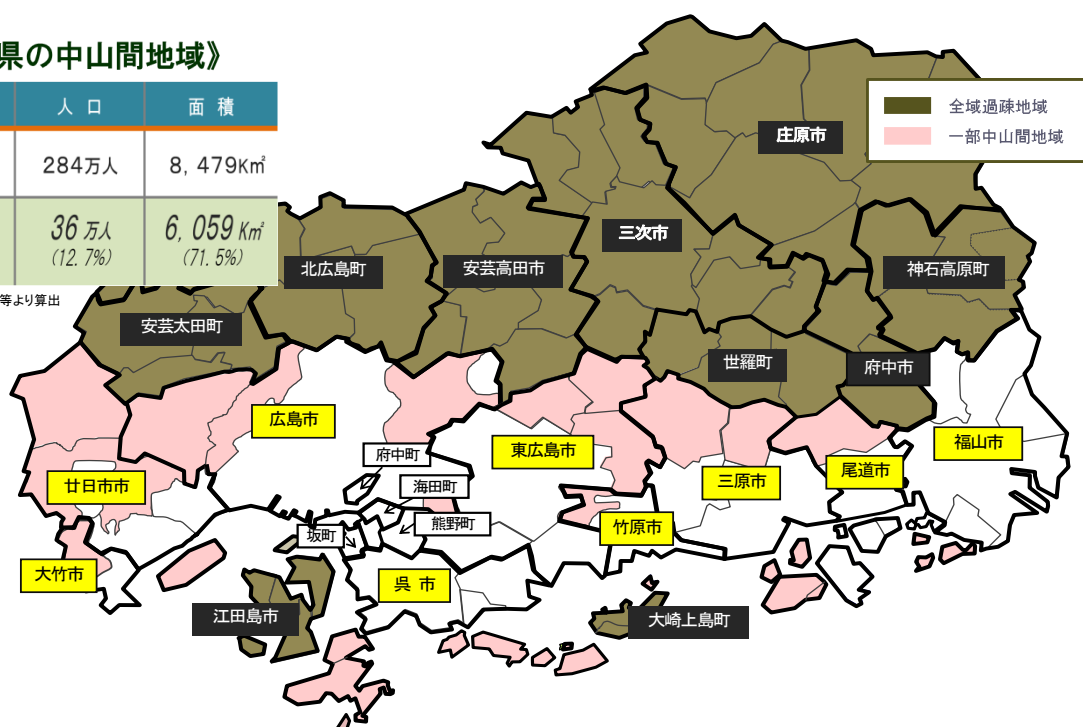 県の中山間地域》
人 口 面 積
284万人 8, 479K㎡
36 万人 6, 059 K㎡
(12. 7%) (71. 5%)
等より算出
全域過疎地域
一部中山間地域
庄原市
三次市
北広島町
安芸高田市
神石高原町
安芸太田町
世羅町
府中市
広島市
府中町
東広島市
福山市
尾道市
廿日市市
海田町
三原市
熊野町
坂町
竹原市
大竹市
呉 市
江田島市
大崎上島町